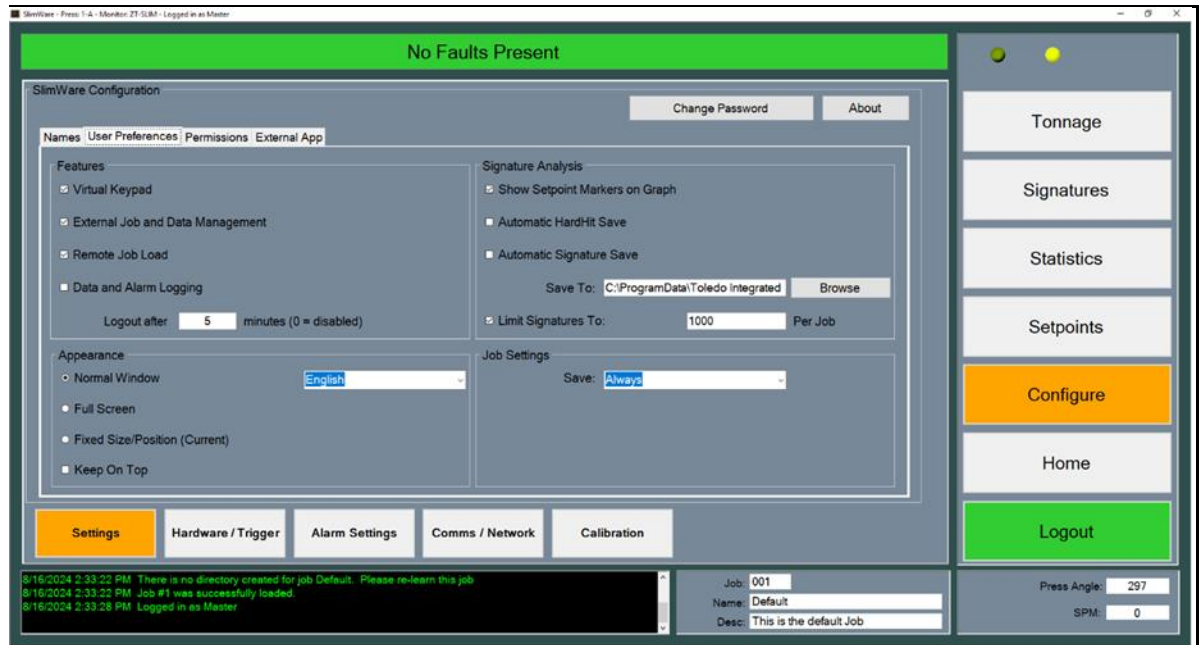 SlimWare - Press: 1-A - Monitor: ZT-SLIM - Logged in as Master
No Faults Present
SlimWare Configuration
Change Password
About
Names
User Preferences
Permissions
External App
Features
Virtual Keypad
External Job and Data Management
Remote Job Load
Data and Alarm Logging
Logout after 5 minutes (0 = disabled)
Signature Analysis
Show Setpoint Markers on Graph
Automatic HardHit Save
Automatic Signature Save
Save To: C:\ProgramData\Toledo Integrated
Browse
Limit Signatures To: 1000 Per Job
Appearance
Normal Window
English
Full Screen
Fixed Size/Position (Current)
Keep On Top
Job Settings
Save: Always
Settings
Hardware / Trigger
Alarm Settings
Comms / Network
Calibration
Tonnage
Signatures
Statistics
Setpoints
Configure
Home
Logout
8/16/2024 2:33:22 PM There is no directory created for job Default. Please re-learn this job
8/16/2024 2:33:22 PM Job #1 was successfully loaded.
8/16/2024 2:33:28 PM Logged in as Master
Job: 001
Name: Default
Desc: This is the default Job
Press Angle: 297
SPM: 0